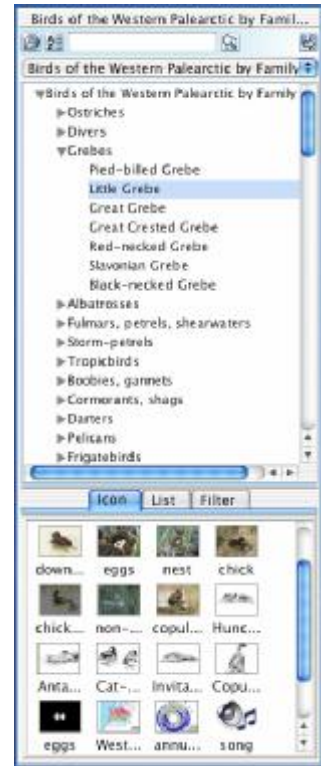 Birds of the Western Palearctic by Famil...
Birds of the Western Palearctic by Family
Birds of the Western Palearctic by Family
Ostriches
Divers
Grebes
Pied-billed Grebe
Little Grebe
Great Grebe
Great Crested Grebe
Red-necked Grebe
Slavonian Grebe
Black-necked Grebe
Albatrosses
Fulmars, petrels, shearwaters
Storm-petrels
Tropicbirds
Boobies, gannets
Cormorants, shags
Darters
Pelicans
Frigatebirds
Icon List Filter
down... eggs nest chick
chick... non-... copul... Hunc...
Anta... Cat-... Invita... Copu...
eggs West... annu... song